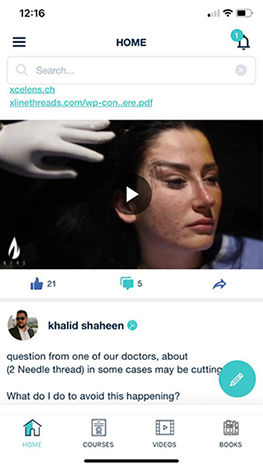 12:16
1
HOME
Search...
xcelens.ch
xlinethreads.com/wp-con..ere.pdf
21
5
khalid shaheen
question from one of our doctors, about
(2 Needle thread) in some cases may be cutting
What do I do to avoid this happening?
HOME
COURSES
VIDEOS
BOOKS